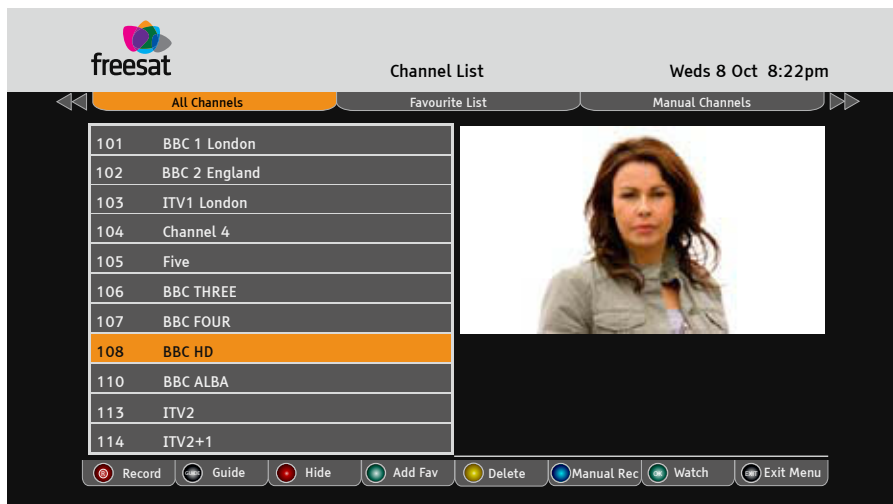 freesat
Channel List
Weds 8 Oct 8:22pm
All Channels
Favourite List
Manual Channels
101 BBC 1 London
102 BBC 2 England
103 ITV1 London
104 Channel 4
105 Five
106 BBC THREE
107 BBC FOUR
108 BBC HD
110 BBC ALBA
113 ITV2
114 ITV2+1
R Record GUIDE Guide Hide Add Fav Delete Manual Rec OK Watch EXIT Exit Menu